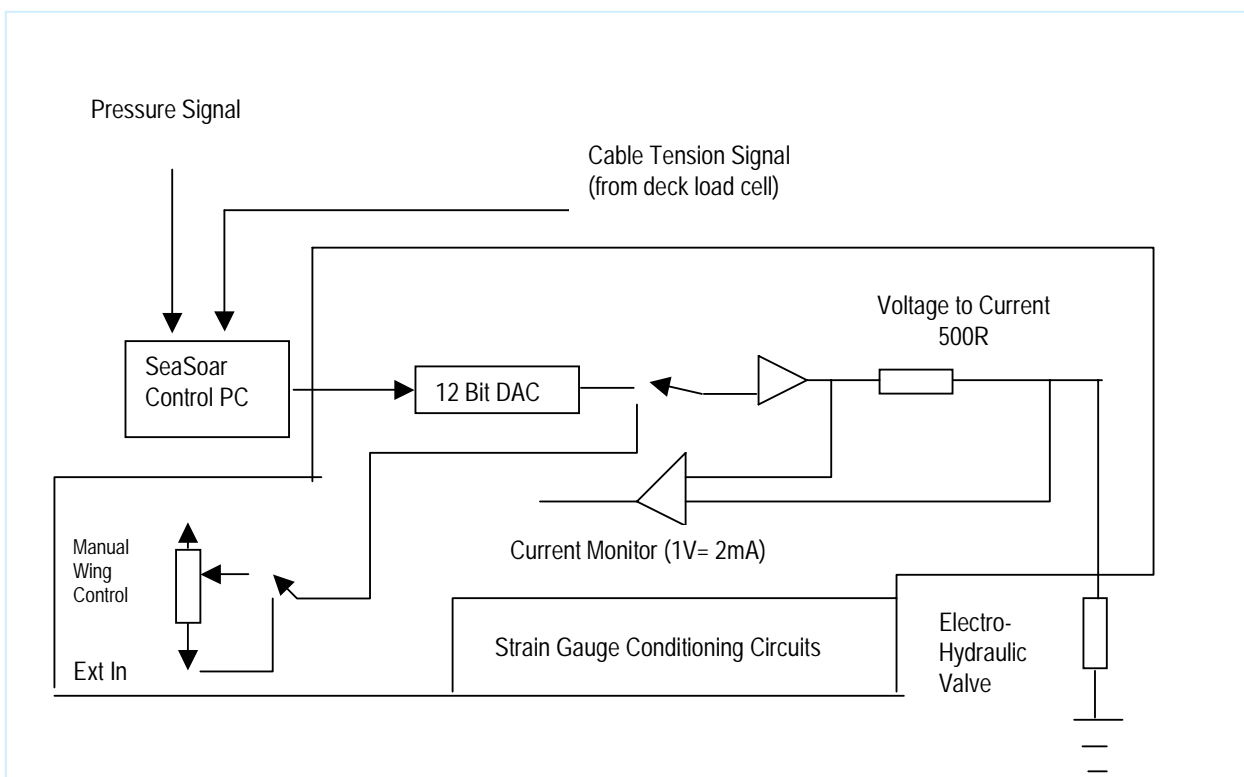 Pressure Signal
Cable Tension Signal
(from deck load cell)
Voltage to Current
500R
SeaSoar
Control PC
12 Bit DAC
Current Monitor (1V= 2mA)
Manual
Wing
Control
Ext In
Strain Gauge Conditioning Circuits
Electro-
Hydraulic
Valve